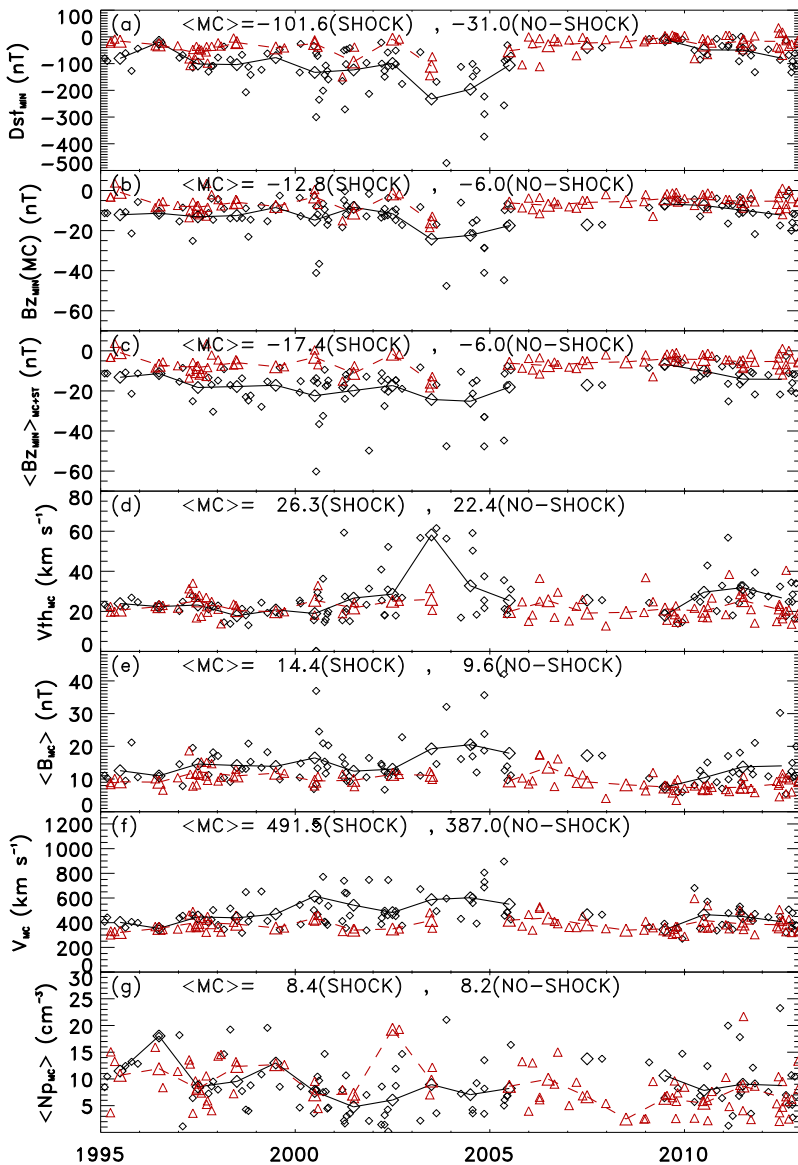 (a) <MC>= −101.6(SHOCK) , −31.0(NO−SHOCK)
100
0
−100
−200
−300
−400
−500
Dst_MIN (nT)
(b) <MC>= −12.8(SHOCK) , −6.0(NO−SHOCK)
0
−20
−40
−60
Bz_MIN(MC) (nT)
(c) <MC>= −17.4(SHOCK) , −6.0(NO−SHOCK)
0
−20
−40
−60
<Bz_MIN>_MC+ST (nT)
(d) <MC>= 26.3(SHOCK) , 22.4(NO−SHOCK)
80
60
40
20
0
Vth_MC (km s⁻¹)
(e) <MC>= 14.4(SHOCK) , 9.6(NO−SHOCK)
40
30
20
10
0
<B_MC> (nT)
(f) <MC>= 491.5(SHOCK) , 387.0(NO−SHOCK)
1200
1000
800
600
400
200
0
V_MC (km s⁻¹)
(g) <MC>= 8.4(SHOCK) , 8.2(NO−SHOCK)
30
25
20
15
10
5
<Np_MC> (cm⁻³)
1995 2000 2005 2010